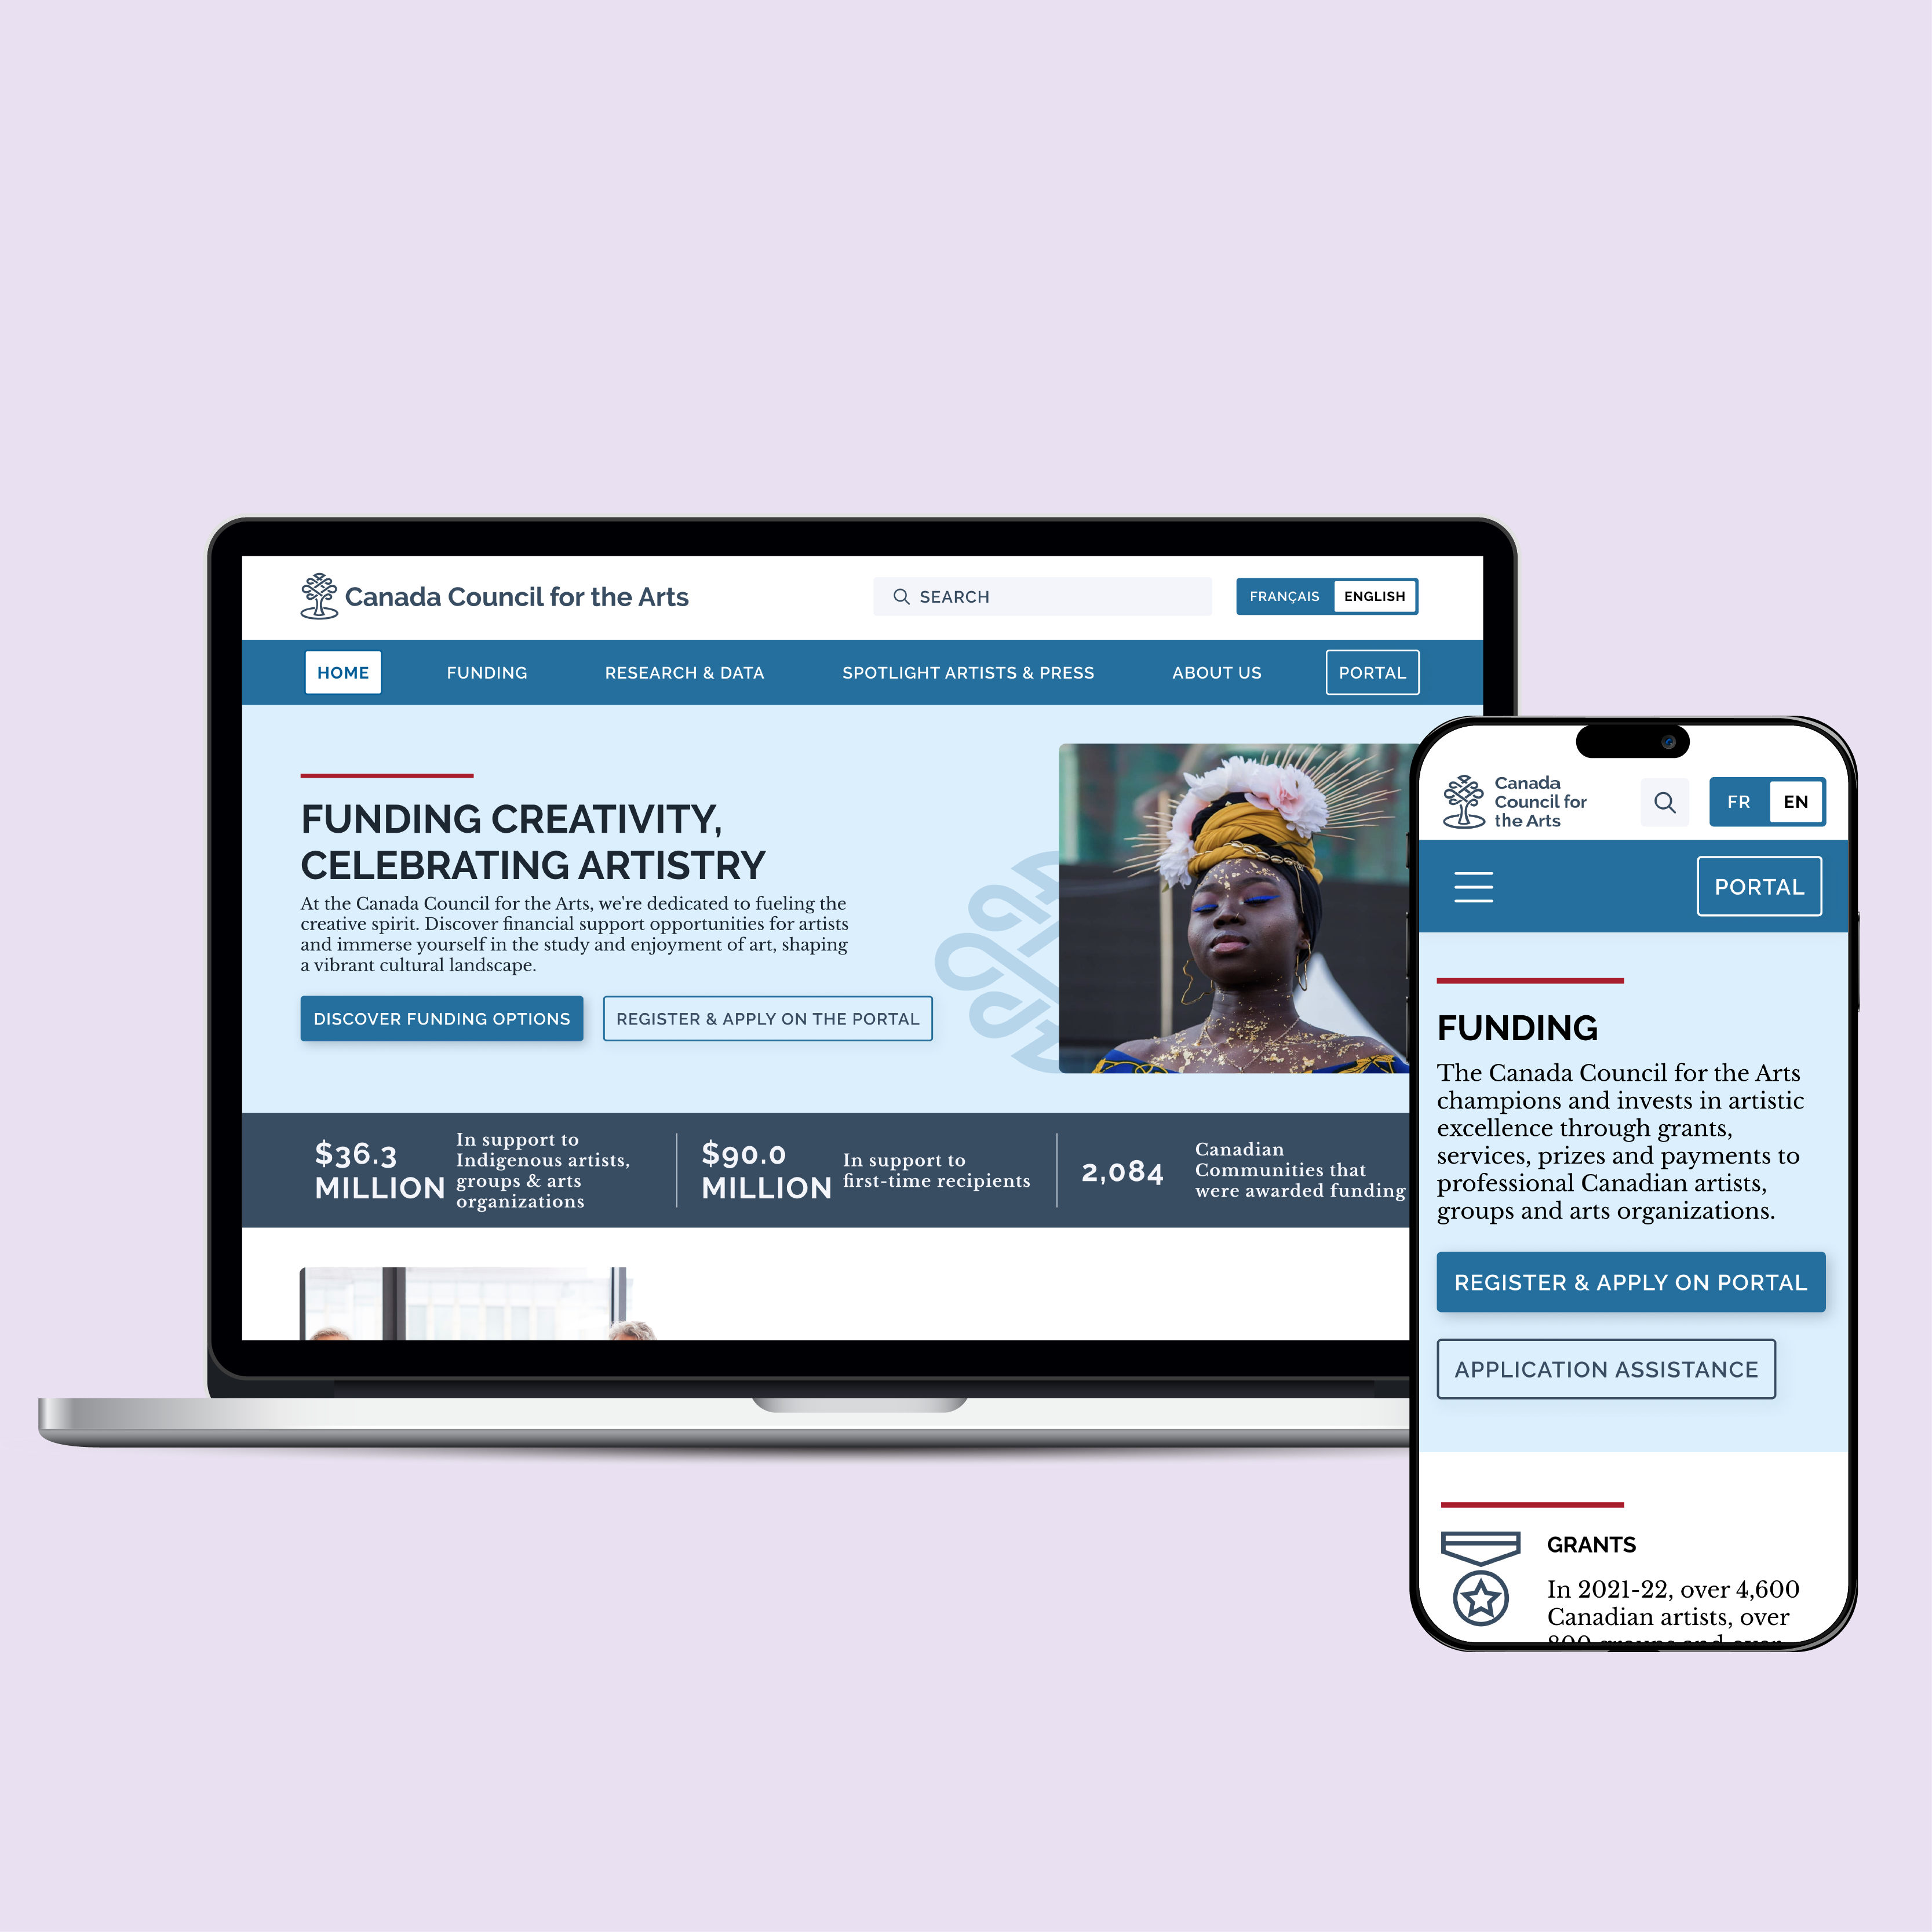 Canada Council for the Arts
SEARCH
FRANÇAIS
ENGLISH
HOME
FUNDING
RESEARCH & DATA
SPOTLIGHT ARTISTS & PRESS
ABOUT US
PORTAL
FUNDING CREATIVITY,
CELEBRATING ARTISTRY
At the Canada Council for the Arts, we're dedicated to fueling the
creative spirit. Discover financial support opportunities for artists
and immerse yourself in the study and enjoyment of art, shaping
a vibrant cultural landscape.
DISCOVER FUNDING OPTIONS
REGISTER & APPLY ON THE PORTAL
$36.3
MILLION
In support to
Indigenous artists,
groups & arts
organizations
$90.0
MILLION
In support to
first-time recipients
2,084
Canadian
Communities that
were awarded funding
Canada
Council for
the Arts
FR
EN
PORTAL
FUNDING
The Canada Council for the Arts
champions and invests in artistic
excellence through grants,
services, prizes and payments to
professional Canadian artists,
groups and arts organizations.
REGISTER & APPLY ON PORTAL
APPLICATION ASSISTANCE
GRANTS
In 2021-22, over 4,600
Canadian artists, over
800 groups and over